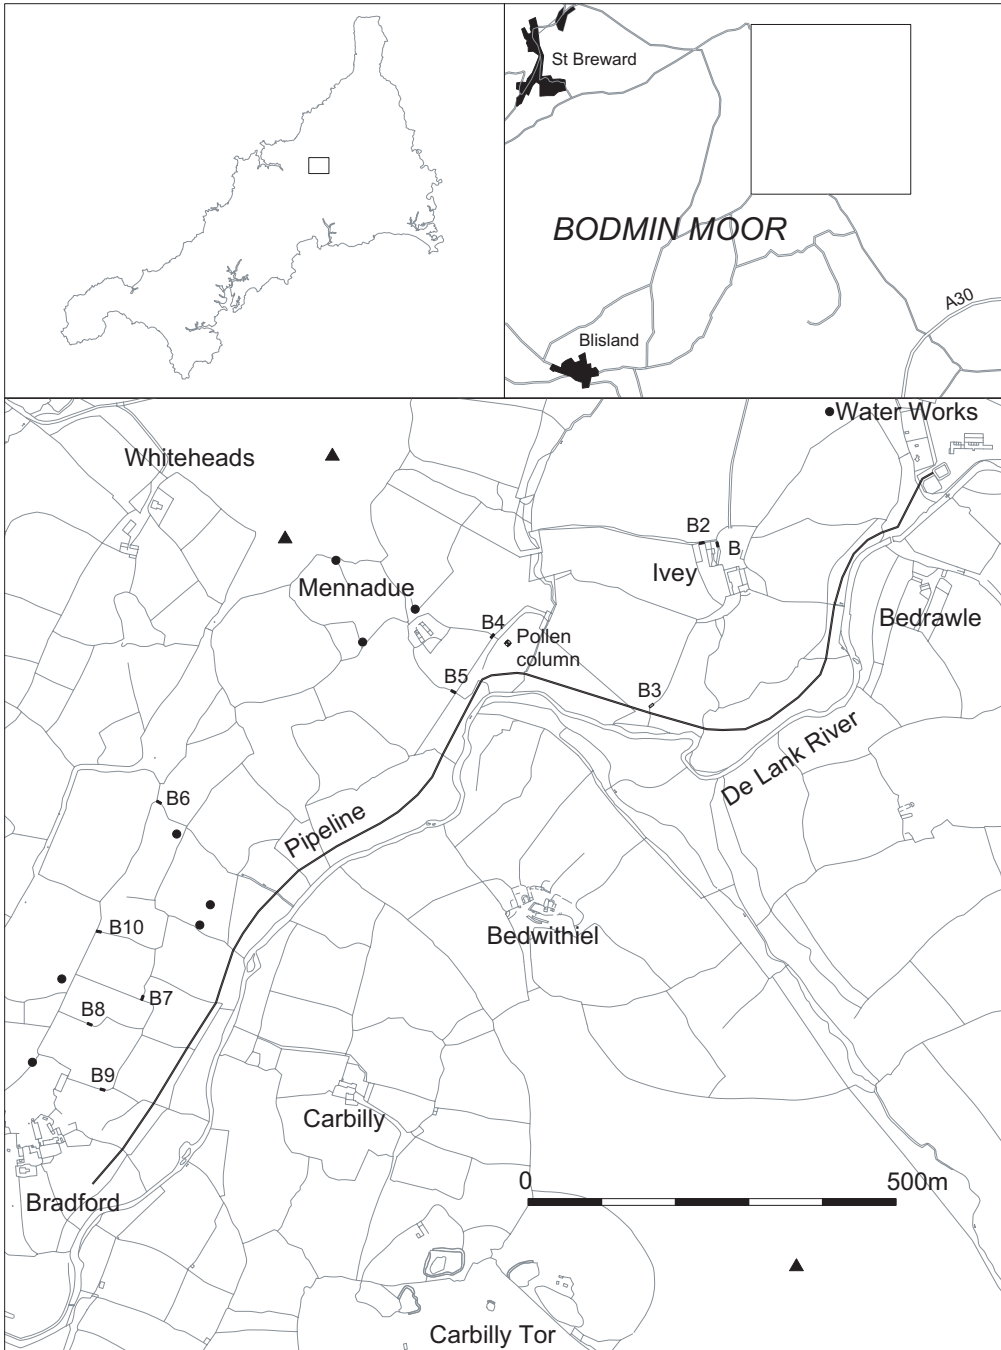 St Breward
BODMIN MOOR
A30
Blisland
Water Works
Whiteheads
B2
B
Ivey
Mennadue
Bedrawle
B4
Pollen
column
B5
B3
De Lank River
B6
Pipeline
B10
Bedwithiel
B7
B8
B9
Carbilly
0
500m
Bradford
Carbilly Tor